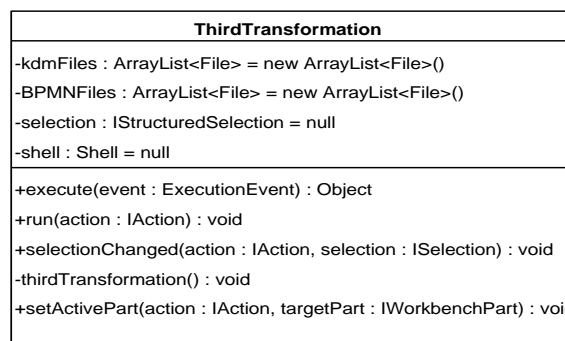 ThirdTransformation
-kdmFiles : ArrayList<File> = new ArrayList<File>()
-BPMNFiles : ArrayList<File> = new ArrayList<File>()
-selection : IStructuredSelection = null
-shell : Shell = null
+execute(event : ExecutionEvent) : Object
+run(action : IAction) : void
+selectionChanged(action : IAction, selection : ISelection) : void
-thirdTransformation() : void
+setActivePart(action : IAction, targetPart : IWorkbenchPart) : voi